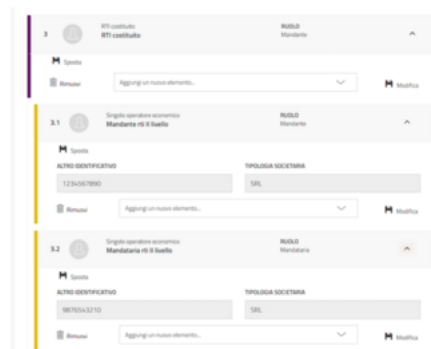 RTI costituito RUOLO
3 RTI costituito Mandante
Sposta
Rimuovi Aggiungi un nuovo elemento... Modifica
Singolo operatore economico RUOLO
3.1 Mandante rti II livello Mandante
Sposta
ALTRO IDENTIFICATIVO TIPOLOGIA SOCIETARIA
1234567890 SRL
Rimuovi Aggiungi un nuovo elemento... Modifica
Singolo operatore economico RUOLO
3.2 Mandataria rti II livello Mandataria
Sposta
ALTRO IDENTIFICATIVO TIPOLOGIA SOCIETARIA
9876543210 SRL
Rimuovi Aggiungi un nuovo elemento... Modifica